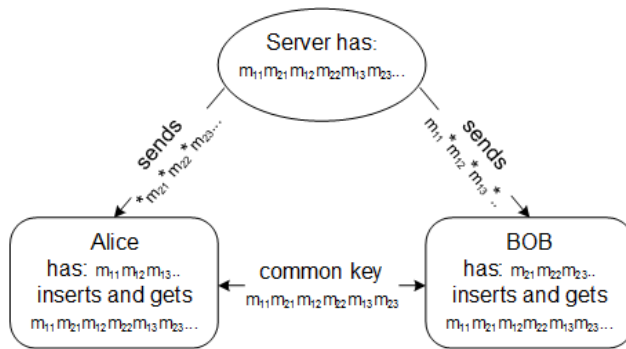 Server has:
m₁₁m₂₁m₁₂m₂₂m₁₃m₂₃...
sends
*m₂₁*m₂₂*m₂₃...
sends
m₁₁*m₁₂*m₁₃*..
Alice
has: m₁₁m₁₂m₁₃..
inserts and gets
m₁₁m₂₁m₁₂m₂₂m₁₃m₂₃...
common key
m₁₁m₂₁m₁₂m₂₂m₁₃m₂₃
BOB
has: m₂₁m₂₂m₂₃..
inserts and gets
m₁₁m₂₁m₁₂m₂₂m₁₃m₂₃...